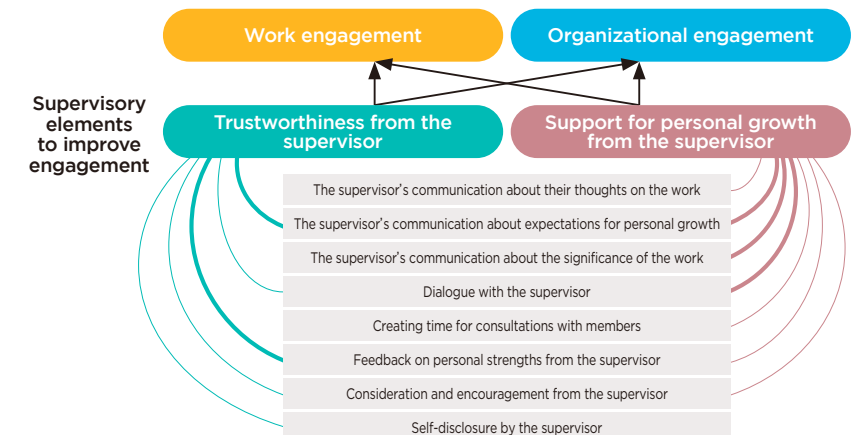 Work engagement
Organizational engagement
Supervisory
elements
to improve
engagement
Trustworthiness from the
supervisor
Support for personal growth
from the supervisor
The supervisor’s communication about their thoughts on the work
The supervisor’s communication about expectations for personal growth
The supervisor’s communication about the significance of the work
Dialogue with the supervisor
Creating time for consultations with members
Feedback on personal strengths from the supervisor
Consideration and encouragement from the supervisor
Self-disclosure by the supervisor